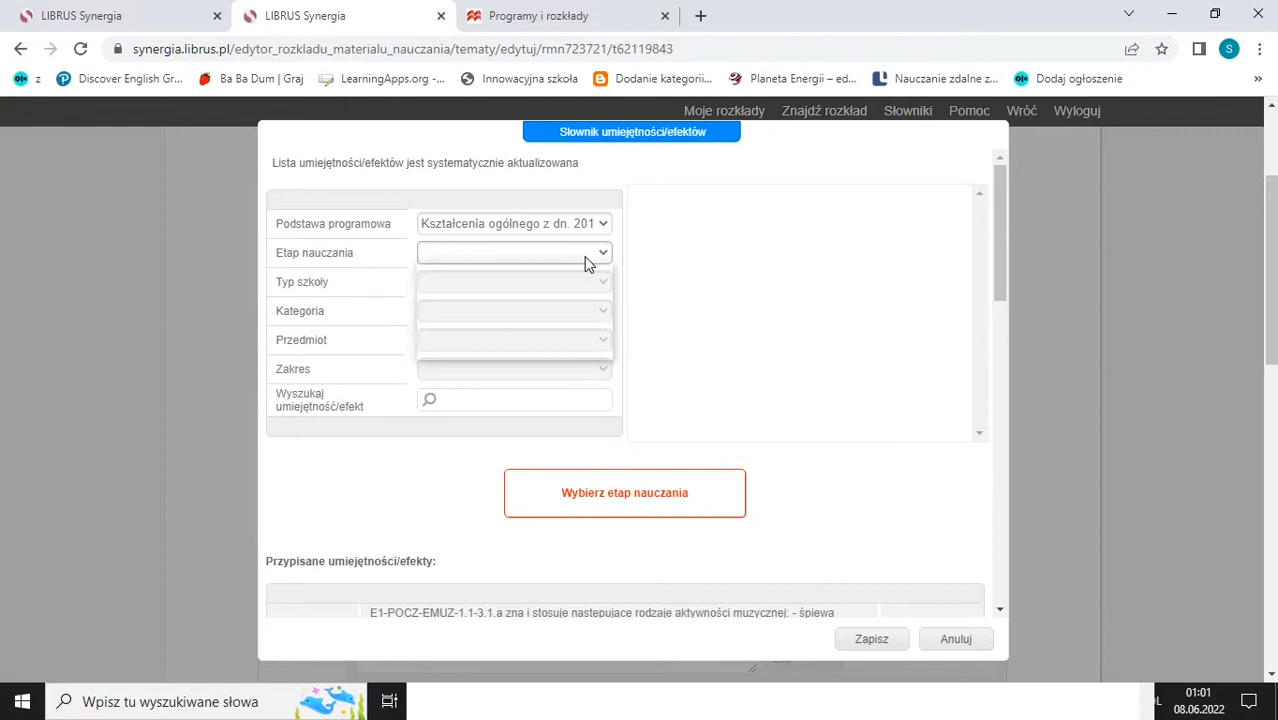 LIBRUS Synergia
LIBRUS Synergia
Programy i rozkłady
synergia.librus.pl/edytor_rozkladu_materialu_nauczania/tematy/edytuj/rmn723721/t62119843
S
z
Discover English Gr...
Ba Ba Dum | Graj
LearningApps.org -...
Innowacyjna szkoła
Dodanie kategorii...
Planeta Energii – ed...
Nauczanie zdalne z...
Dodaj ogłoszenie
Moje rozkłady Znajdź rozkład Słowniki Pomoc Wróć Wyloguj
Słownik umiejętności/efektów
Lista umiejętności/efektów jest systematycznie aktualizowana
Podstawa programowa
Kształcenia ogólnego z dn. 201
Etap nauczania
Typ szkoły
Kategoria
Przedmiot
Zakres
Wyszukaj
umiejętność/efekt
Wybierz etap nauczania
Przypisane umiejętności/efekty:
E1-POCZ-EMUZ-1.1-3.1.a zna i stosuje następujące rodzaje aktywności muzycznej: - śpiewa
Zapisz
Anuluj
Wpisz tu wyszukiwane słowa
01:01
08.06.2022